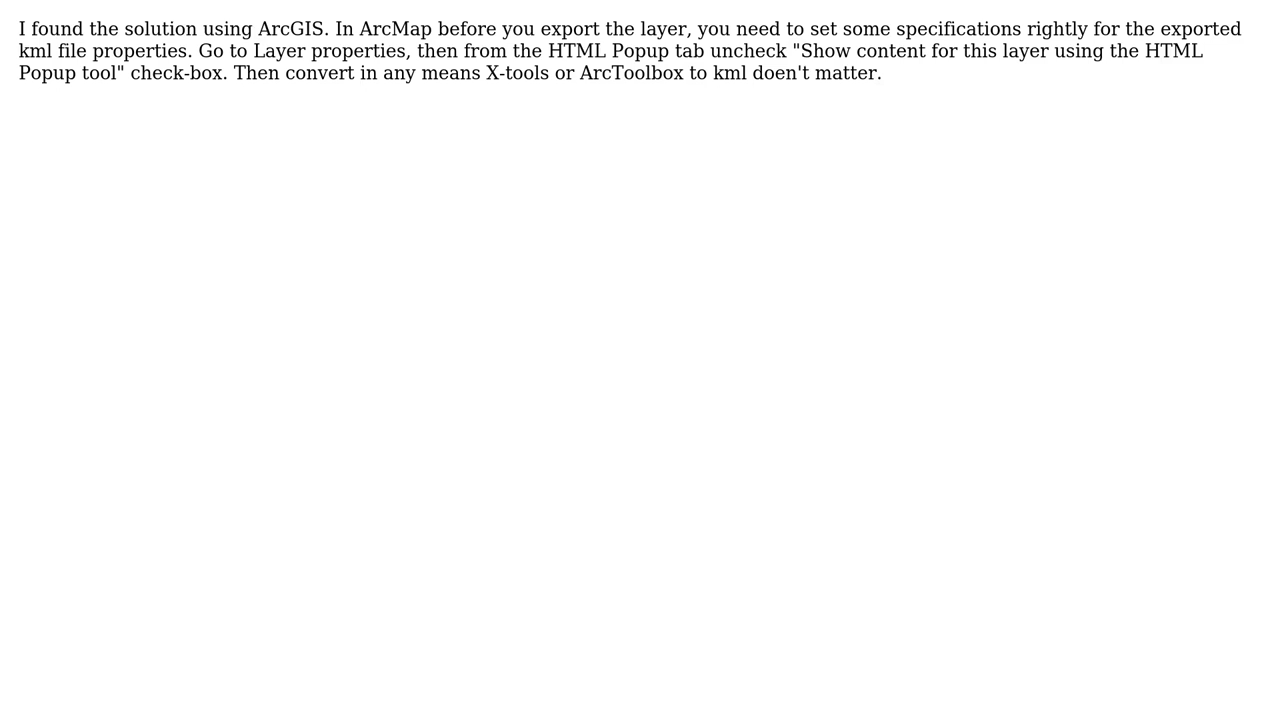 I found the solution using ArcGIS. In ArcMap before you export the layer, you need to set some specifications rightly for the exported
kml file properties. Go to Layer properties, then from the HTML Popup tab uncheck "Show content for this layer using the HTML
Popup tool" check-box. Then convert in any means X-tools or ArcToolbox to kml doen't matter.